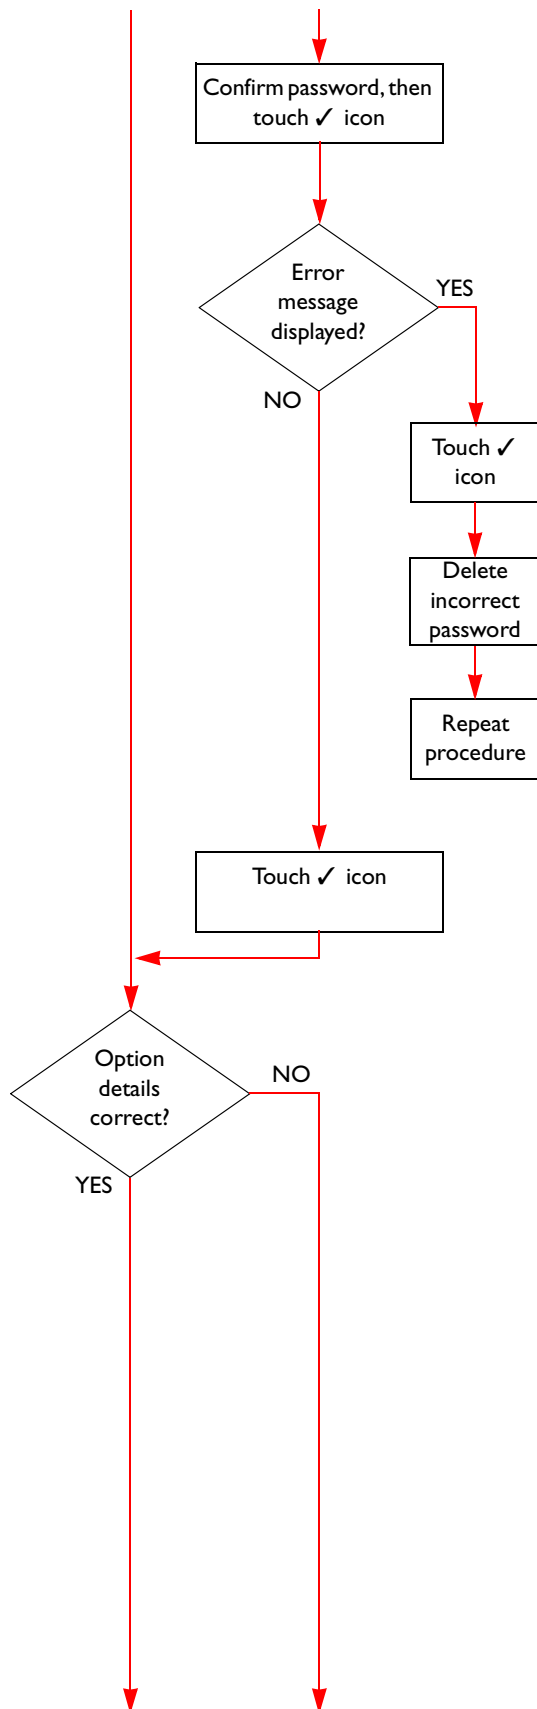 Confirm password, then
touch ✓ icon
Error
message
displayed?
YES
NO
Touch ✓
icon
Delete
incorrect
password
Repeat
procedure
Touch ✓ icon
Option
details
correct?
NO
YES